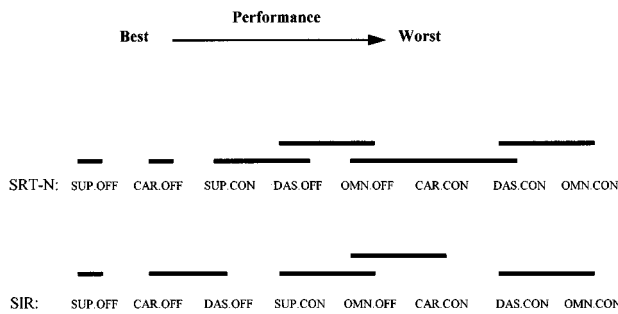 Performance
Best Worst
SRT-N: SUP.OFF CAR.OFF SUP.CON DAS.OFF OMN.OFF CAR.CON DAS.CON OMN.CON
SIR: SUP.OFF CAR.OFF DAS.OFF SUP.CON OMN.OFF CAR.CON DAS.CON OMN.CON